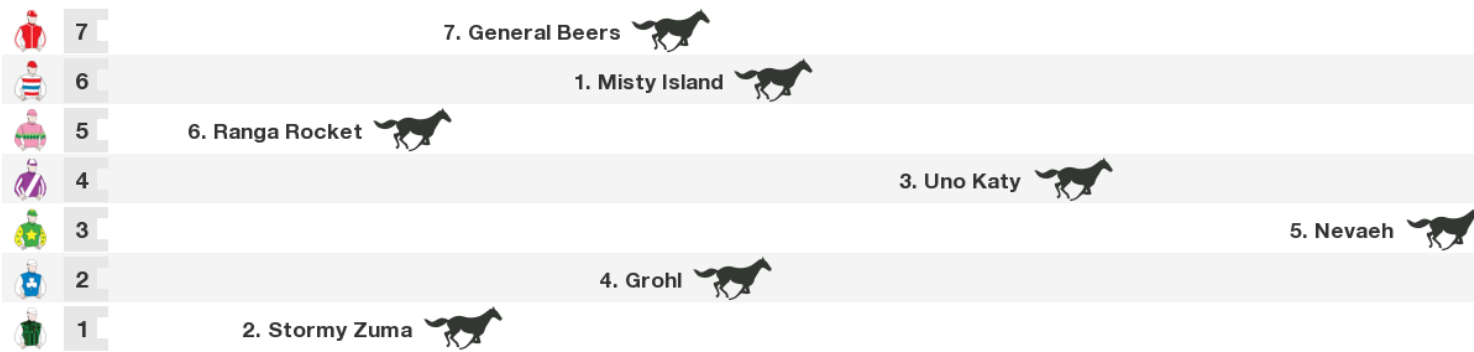 7 7. General Beers
6 1. Misty Island
5 6. Ranga Rocket
4 3. Uno Katy
3 5. Nevaeh
2 4. Grohl
1 2. Stormy Zuma